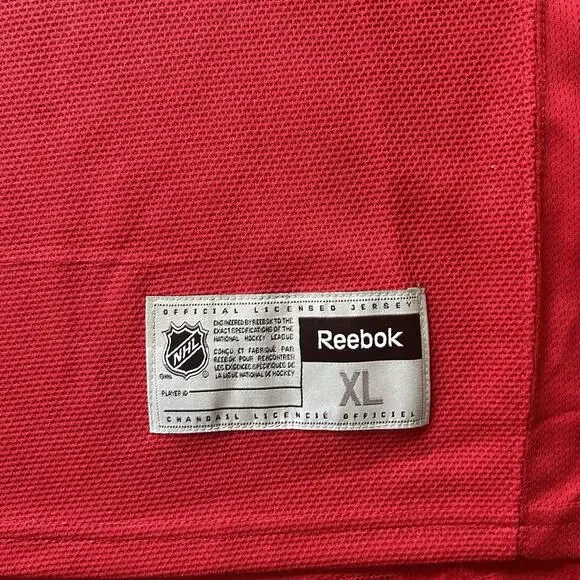 OFFICIAL LICENSED JERSEY
NHL
ENGINEERED BY REEBOK TO THE
EXACT SPECIFICATIONS OF THE
NATIONAL HOCKEY LEAGUE
CONÇU ET FABRIQUÉ PAR
REEBOK POUR RENCONTRER
LES EXIGENCES SPÉCIFIQUES DE
LA LIGUE NATIONAL DE HOCKEY
PLAYER ID
Reebok
XL
CHANDAIL LICENCIÉ OFFICIEL